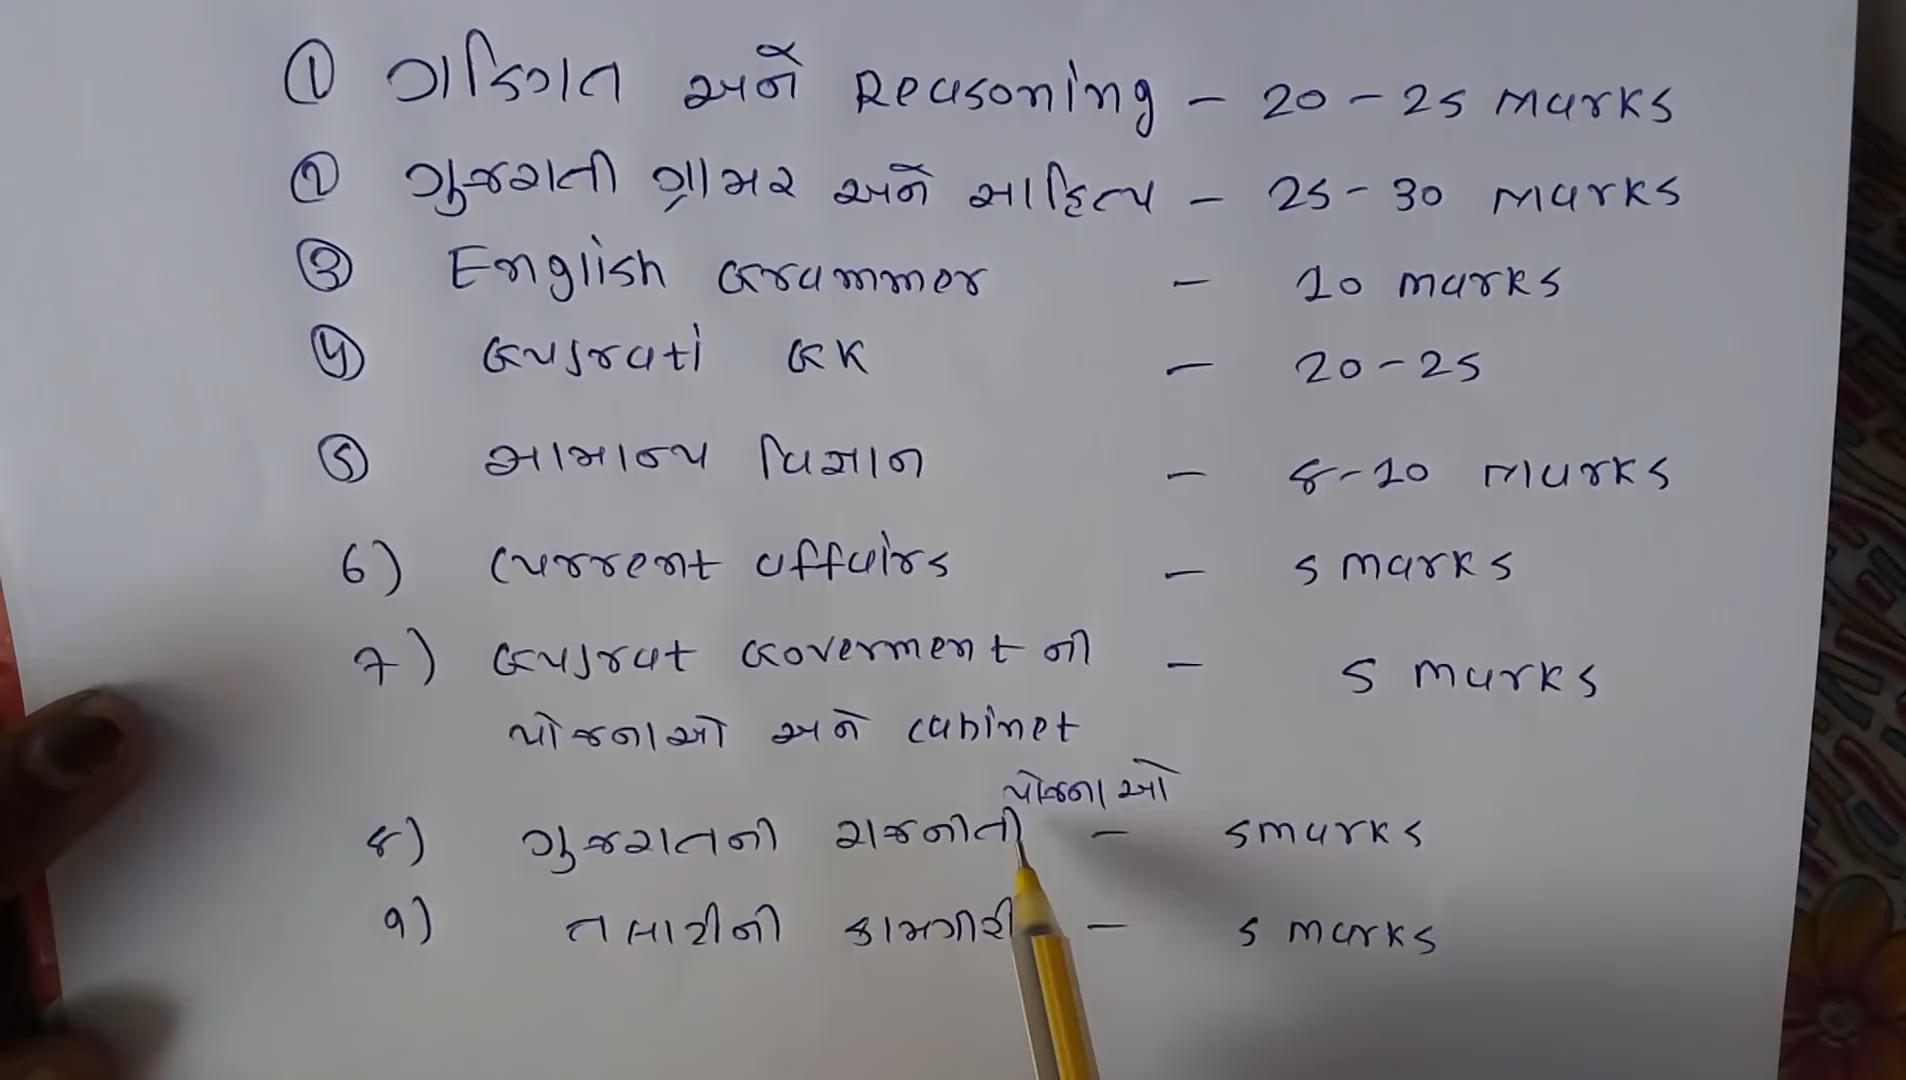 ① ગાણિગત અને Reasoning - 20 - 25 marks
② ગુજરાતી ગ્રામર અને સાહિત્ય - 25 - 30 marks
③ English Grammer - 10 marks
④ Gujrati GK - 20 - 25
⑤ સામાન્ય વિજ્ઞાન - 8 - 10 marks
6) Current affairs - 5 marks
7) Gujrat Goverment ની - 5 marks
યોજનાઓ અને cabinet
યોજનાઓ
8) ગુજરાતની રાજનીતી - 5 marks
9) તલાટીની કામગીરી - 5 marks